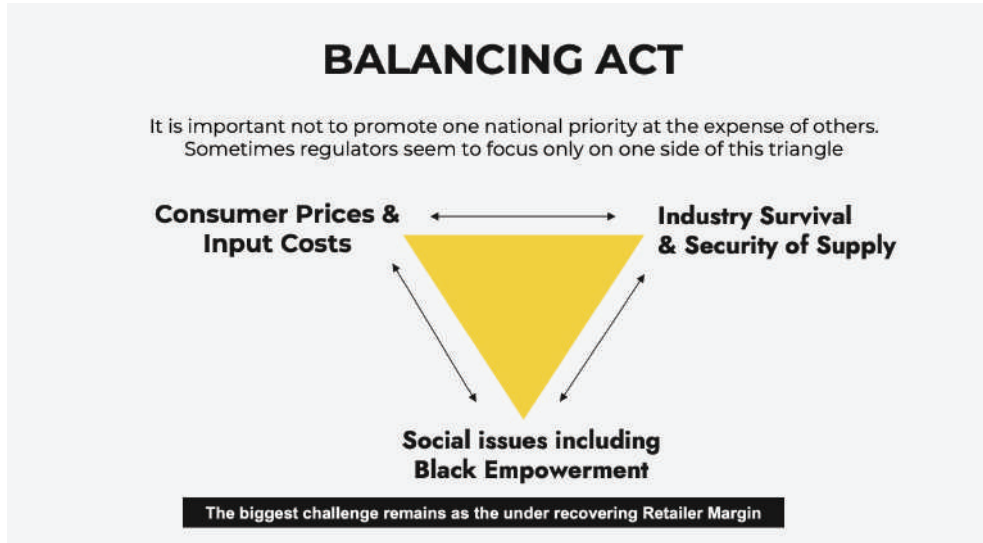 BALANCING ACT
It is important not to promote one national priority at the expense of others.
Sometimes regulators seem to focus only on one side of this triangle
Consumer Prices &
Input Costs
Industry Survival
& Security of Supply
Social issues including
Black Empowerment
The biggest challenge remains as the under recovering Retailer Margin